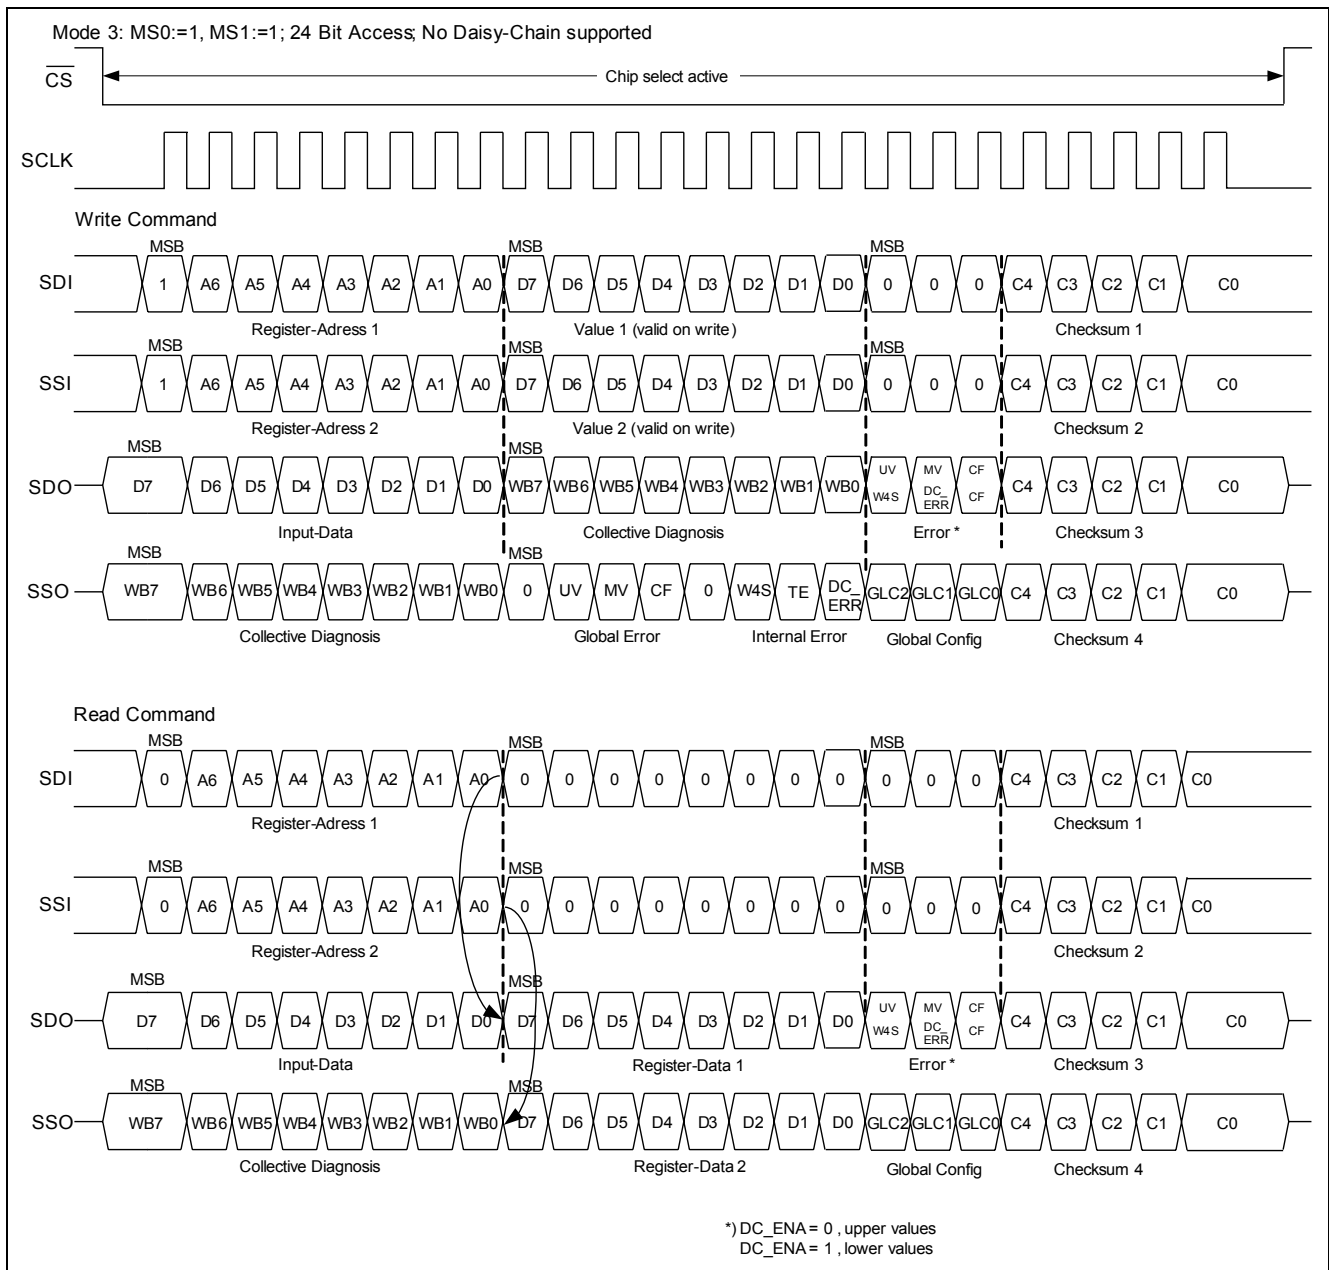 Mode 3: MS0:=1, MS1:=1; 24 Bit Access; No Daisy-Chain supported
CS Chip select active
SCLK
Write Command
MSB MSB MSB
SDI 1 A6 A5 A4 A3 A2 A1 A0 D7 D6 D5 D4 D3 D2 D1 D0 0 0 0 C4 C3 C2 C1 C0
Register-Adress 1 Value 1 (valid on write) Checksum 1
MSB MSB MSB
SSI 1 A6 A5 A4 A3 A2 A1 A0 D7 D6 D5 D4 D3 D2 D1 D0 0 0 0 C4 C3 C2 C1 C0
Register-Adress 2 Value 2 (valid on write) Checksum 2
MSB MSB
UV MV CF
SDO D7 D6 D5 D4 D3 D2 D1 D0 WB7 WB6 WB5 WB4 WB3 WB2 WB1 WB0 C4 C3 C2 C1 C0
W4S DC_ERR CF
Input-Data Collective Diagnosis Error * Checksum 3
MSB MSB
SSO WB7 WB6 WB5 WB4 WB3 WB2 WB1 WB0 0 UV MV CF 0 W4S TE DC_ERR GLC2 GLC1 GLC0 C4 C3 C2 C1 C0
Collective Diagnosis Global Error Internal Error Global Config Checksum 4
Read Command
MSB MSB MSB
SDI 0 A6 A5 A4 A3 A2 A1 A0 0 0 0 0 0 0 0 0 0 0 0 C4 C3 C2 C1 C0
Register-Adress 1 Checksum 1
MSB MSB MSB
SSI 0 A6 A5 A4 A3 A2 A1 A0 0 0 0 0 0 0 0 0 0 0 0 C4 C3 C2 C1 C0
Register-Adress 2 Checksum 2
MSB MSB
UV MV CF
SDO D7 D6 D5 D4 D3 D2 D1 D0 D7 D6 D5 D4 D3 D2 D1 D0 C4 C3 C2 C1 C0
W4S DC_ERR CF
Input-Data Register-Data 1 Error * Checksum 3
MSB MSB
SSO WB7 WB6 WB5 WB4 WB3 WB2 WB1 WB0 D7 D6 D5 D4 D3 D2 D1 D0 GLC2 GLC1 GLC0 C4 C3 C2 C1 C0
Collective Diagnosis Register-Data 2 Global Config Checksum 4
*) DC_ENA = 0 , upper values
DC_ENA = 1 , lower values